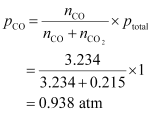 p_CO = n_CO / (n_CO + n_CO₂) × p_total
= 3.234 / (3.234 + 0.215) × 1
= 0.938 atm